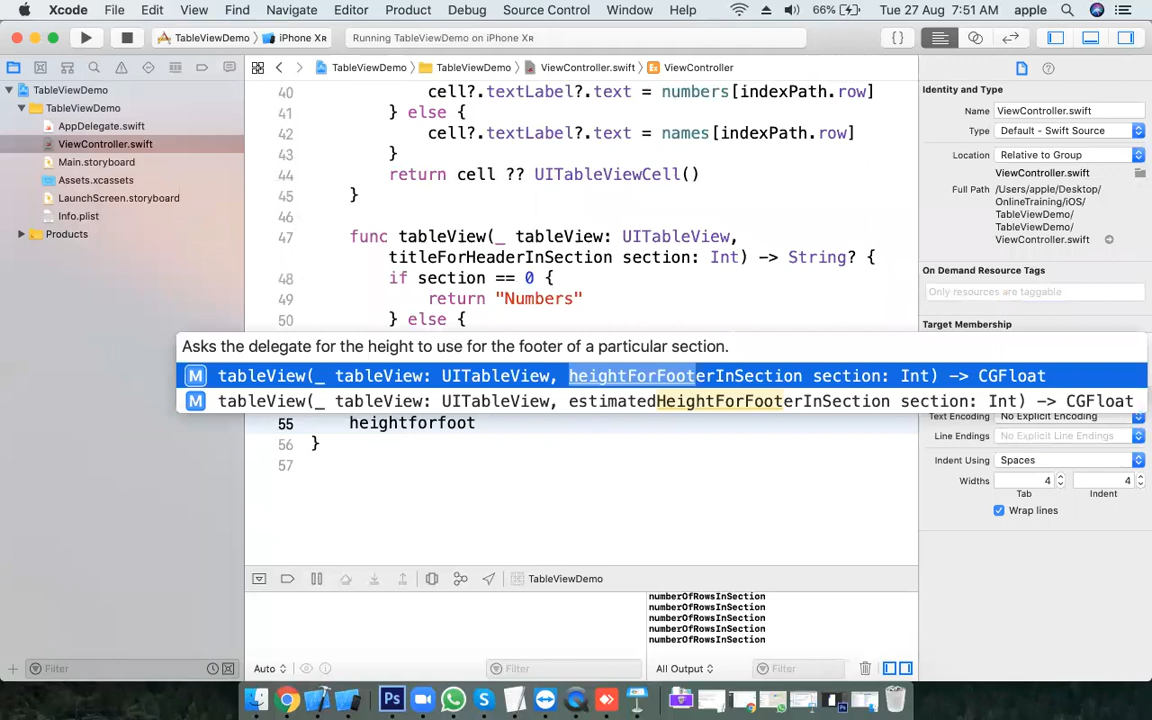 Xcode File Edit View Find Navigate Editor Product Debug Source Control Window Help 66% Tue 27 Aug 7:51 AM apple
TableViewDemo iPhone XR Running TableViewDemo on iPhone XR
TableViewDemo TableViewDemo ViewController.swift ViewController
TableViewDemo
TableViewDemo
AppDelegate.swift
ViewController.swift
Main.storyboard
Assets.xcassets
LaunchScreen.storyboard
Info.plist
Products
Filter
40 cell?.textLabel?.text = numbers[indexPath.row]
41 } else {
42 cell?.textLabel?.text = names[indexPath.row]
43 }
44 return cell ?? UITableViewCell()
45 }
46
47 func tableView(_ tableView: UITableView,
titleForHeaderInSection section: Int) -> String? {
48 if section == 0 {
49 return "Numbers"
50 } else {
Asks the delegate for the height to use for the footer of a particular section.
M tableView(_ tableView: UITableView, heightForFooterInSection section: Int) -> CGFloat
M tableView(_ tableView: UITableView, estimatedHeightForFooterInSection section: Int) -> CGFloat
55 heightforfoot
56 }
57
TableViewDemo
numberOfRowsInSection
numberOfRowsInSection
numberOfRowsInSection
numberOfRowsInSection
numberOfRowsInSection
Auto Filter All Output Filter
Identity and Type
Name ViewController.swift
Type Default - Swift Source
Location Relative to Group
ViewController.swift
Full Path /Users/apple/Desktop/
OnlineTraining/iOS/
TableViewDemo/
TableViewDemo/
ViewController.swift
On Demand Resource Tags
Only resources are taggable
Target Membership
Text Encoding No Explicit Encoding
Line Endings No Explicit Line Endings
Indent Using Spaces
Widths 4 4
Tab Indent
Wrap lines
Ps